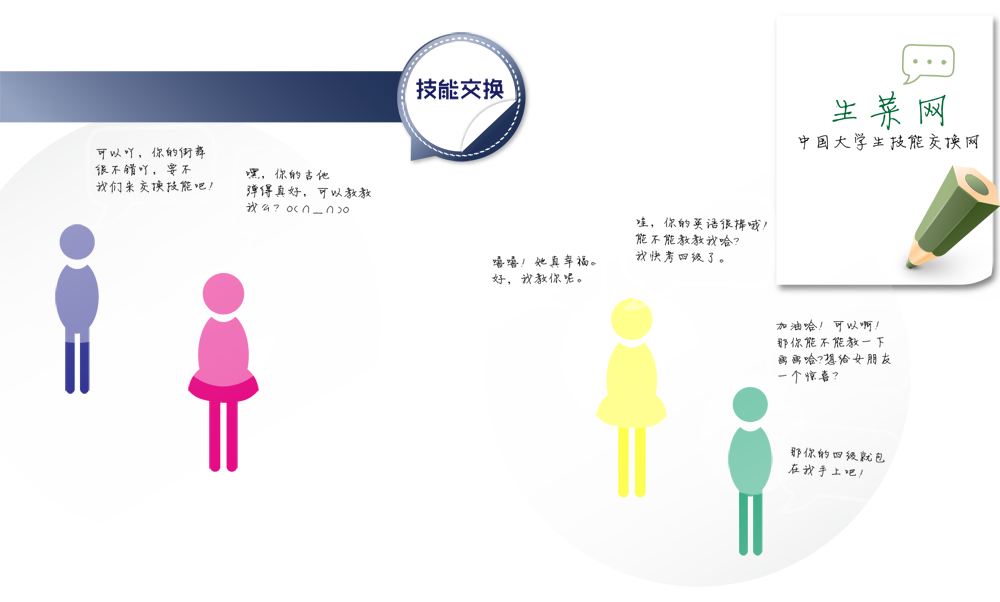 技能交换
生菜网
中国大学生技能交换网
可以吖，你的街舞
很不错吖，要不
我们来交换技能吧！
嘿，你的吉他
弹得真好，可以教教
我么？o(∩_∩)o
哇，你的英语很棒哦！
能不能教教我哈？
我快考四级了。
嘻嘻！她真幸福。
好，我教你呢。
加油哈！可以啊！
那你能不能教一下
画画哈？想给女朋友
一个惊喜？
那你的四级就包
在我手上吧！